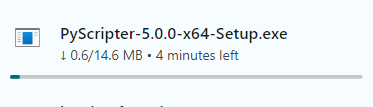 PyScripter-5.0.0-x64-Setup.exe
↓ 0.6/14.6 MB • 4 minutes left